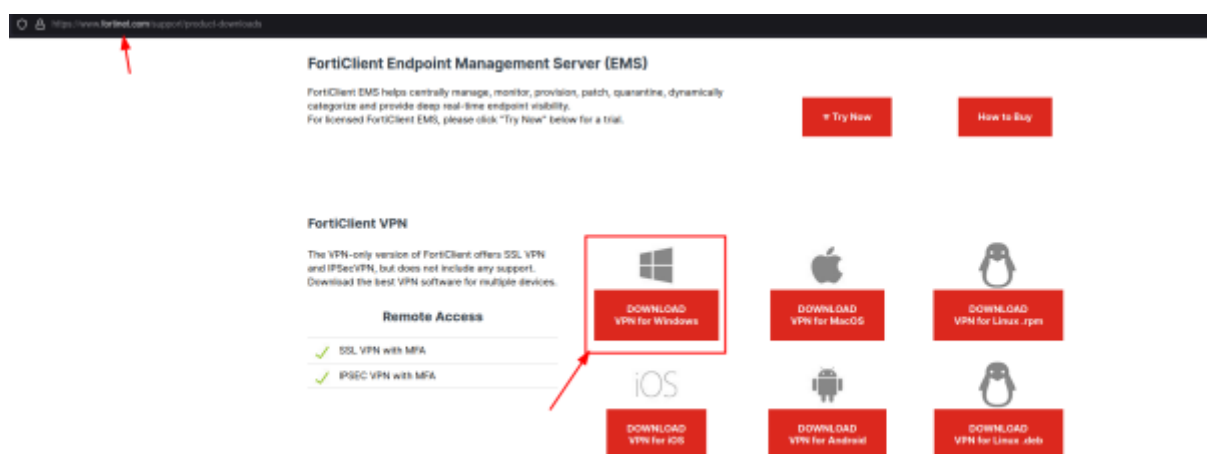 https://www.fortinet.com/support/product-downloads
FortiClient Endpoint Management Server (EMS)
FortiClient EMS helps centrally manage, monitor, provision, patch, quarantine, dynamically
categorize and provide deep real-time endpoint visibility.
For licensed FortiClient EMS, please click "Try Now" below for a trial.
Try Now
How to Buy
FortiClient VPN
The VPN-only version of FortiClient offers SSL VPN
and IPSecVPN, but does not include any support.
Download the best VPN software for multiple devices.
Remote Access
SSL VPN with MFA
IPSEC VPN with MFA
DOWNLOAD
VPN for Windows
DOWNLOAD
VPN for MacOS
DOWNLOAD
VPN for Linux .rpm
iOS
DOWNLOAD
VPN for iOS
DOWNLOAD
VPN for Android
DOWNLOAD
VPN for Linux .deb